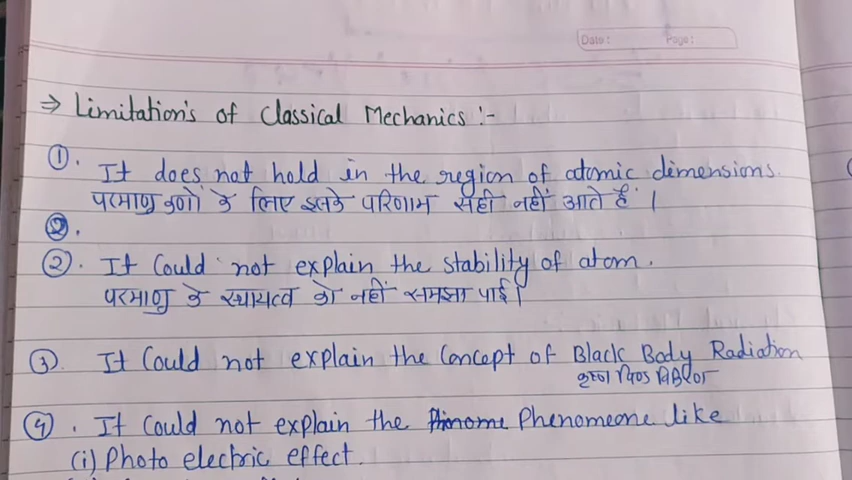 Date : Page :
⇒ Limitation's of Classical Mechanics :-
①. It does not hold in the region of atomic dimensions.
परमाणु कणों के लिए इसके परिणाम सही नहीं आते हैं ।
②.
②. It Could not explain the stability of atom.
परमाणु के स्थायित्व को नहीं समझा पाई।
③. It Could not explain the Concept of Black Body Radiation
कृष्ण पिण्ड विकिरण
④. It Could not explain the Phenomeone like
(i) Photo electric effect.